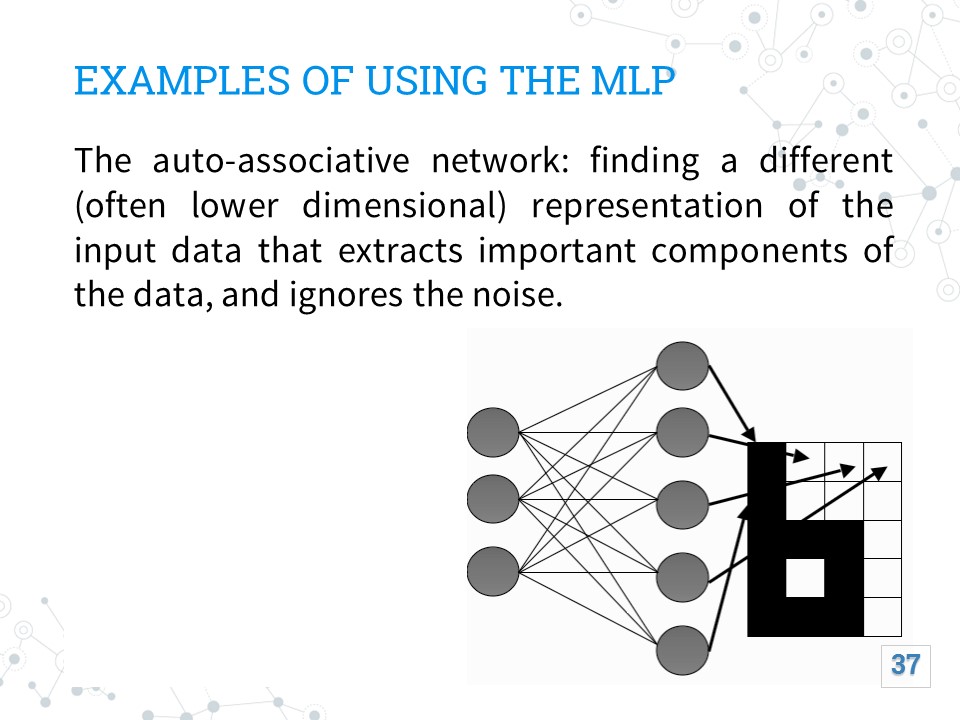 EXAMPLES OF USING THE MLP
The auto-associative network: finding a different
(often lower dimensional) representation of the
input data that extracts important components of
the data, and ignores the noise.
37